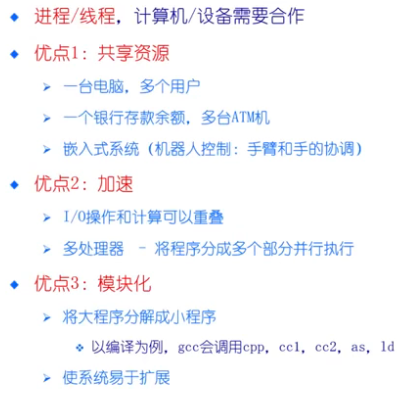 进程/线程，计算机/设备需要合作
优点1：共享资源
一台电脑，多个用户
一个银行存款余额，多台ATM机
嵌入式系统（机器人控制：手臂和手的协调）
优点2：加速
I/O操作和计算可以重叠
多处理器 - 将程序分成多个部分并行执行
优点3：模块化
将大程序分解成小程序
以编译为例，gcc会调用cpp，cc1，cc2，as，ld
使系统易于扩展